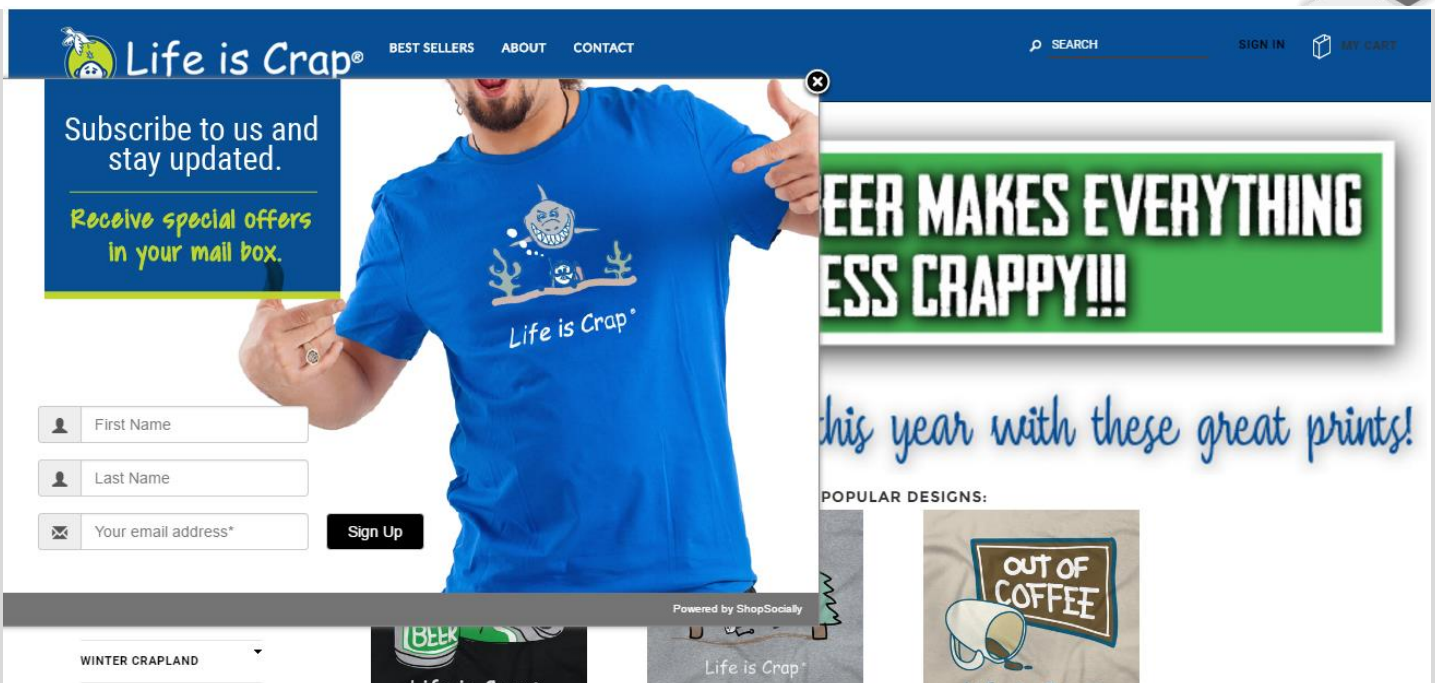 Life is Crap®
BEST SELLERS ABOUT CONTACT
SEARCH
SIGN IN
MY CART
Subscribe to us and
stay updated.
Receive special offers
in your mail box.
Life is Crap®
First Name
Last Name
Your email address*
Sign Up
Powered by ShopSocially
EER MAKES EVERYTHING
ESS CRAPPY!!!
this year with these great prints!
POPULAR DESIGNS:
WINTER CRAPLAND
BEER
Life is Crap
OUT OF
COFFEE